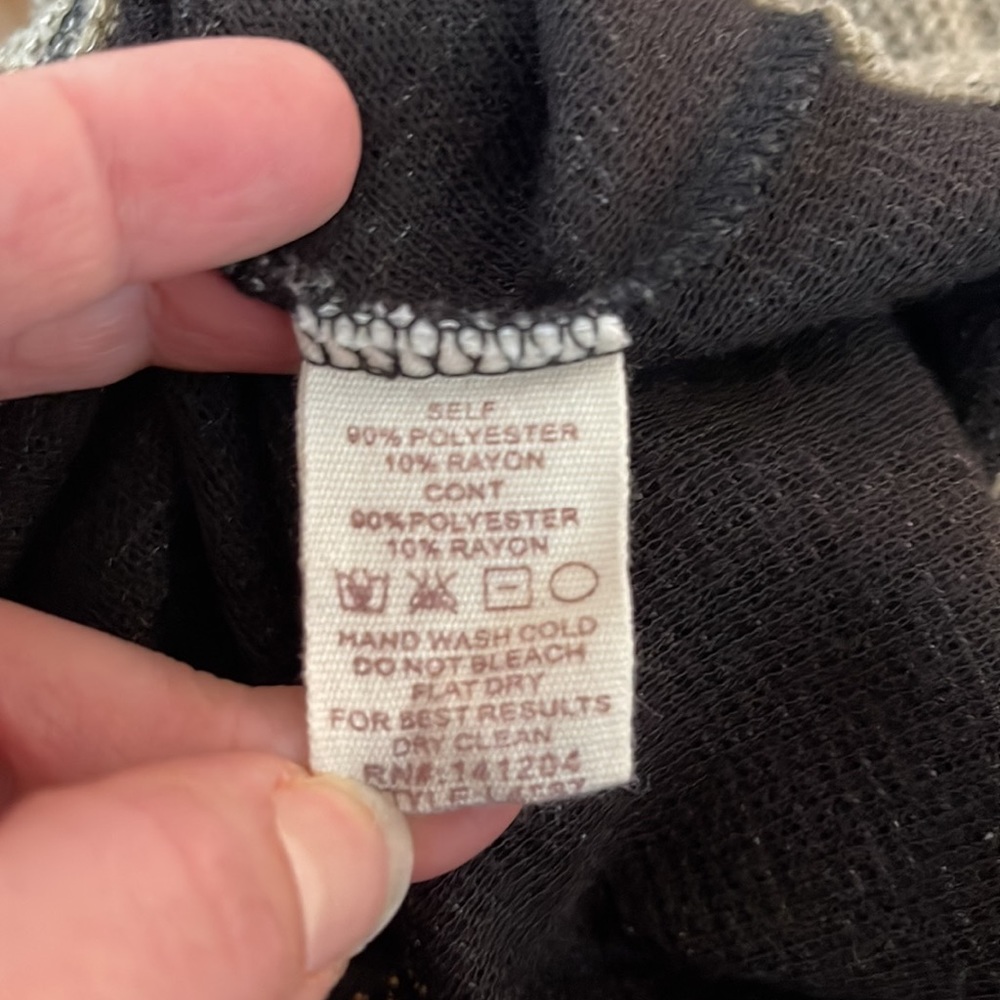 SELF
90% POLYESTER
10% RAYON
CONT
90% POLYESTER
10% RAYON
HAND WASH COLD
DO NOT BLEACH
FLAT DRY
FOR BEST RESULTS
DRY CLEAN
RN#:141204